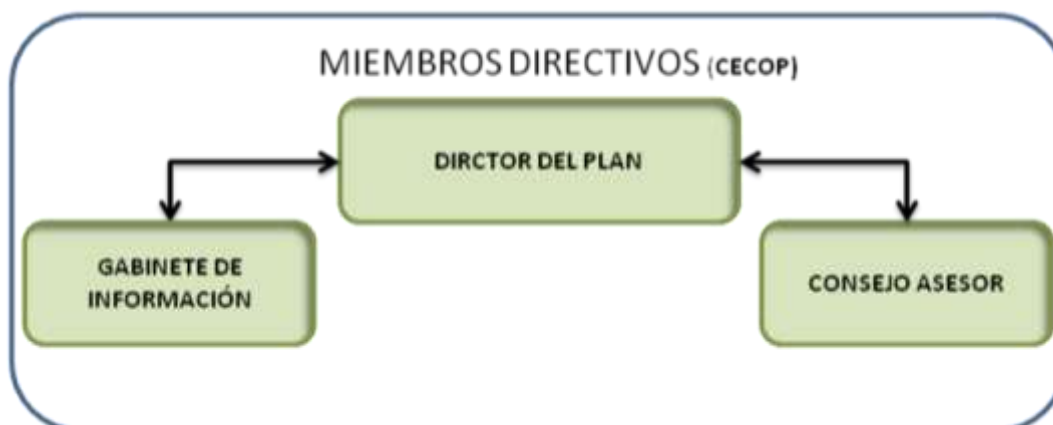 MIEMBROS DIRECTIVOS (CECOP)
DIRCTOR DEL PLAN
GABINETE DE
INFORMACIÓN
CONSEJO ASESOR